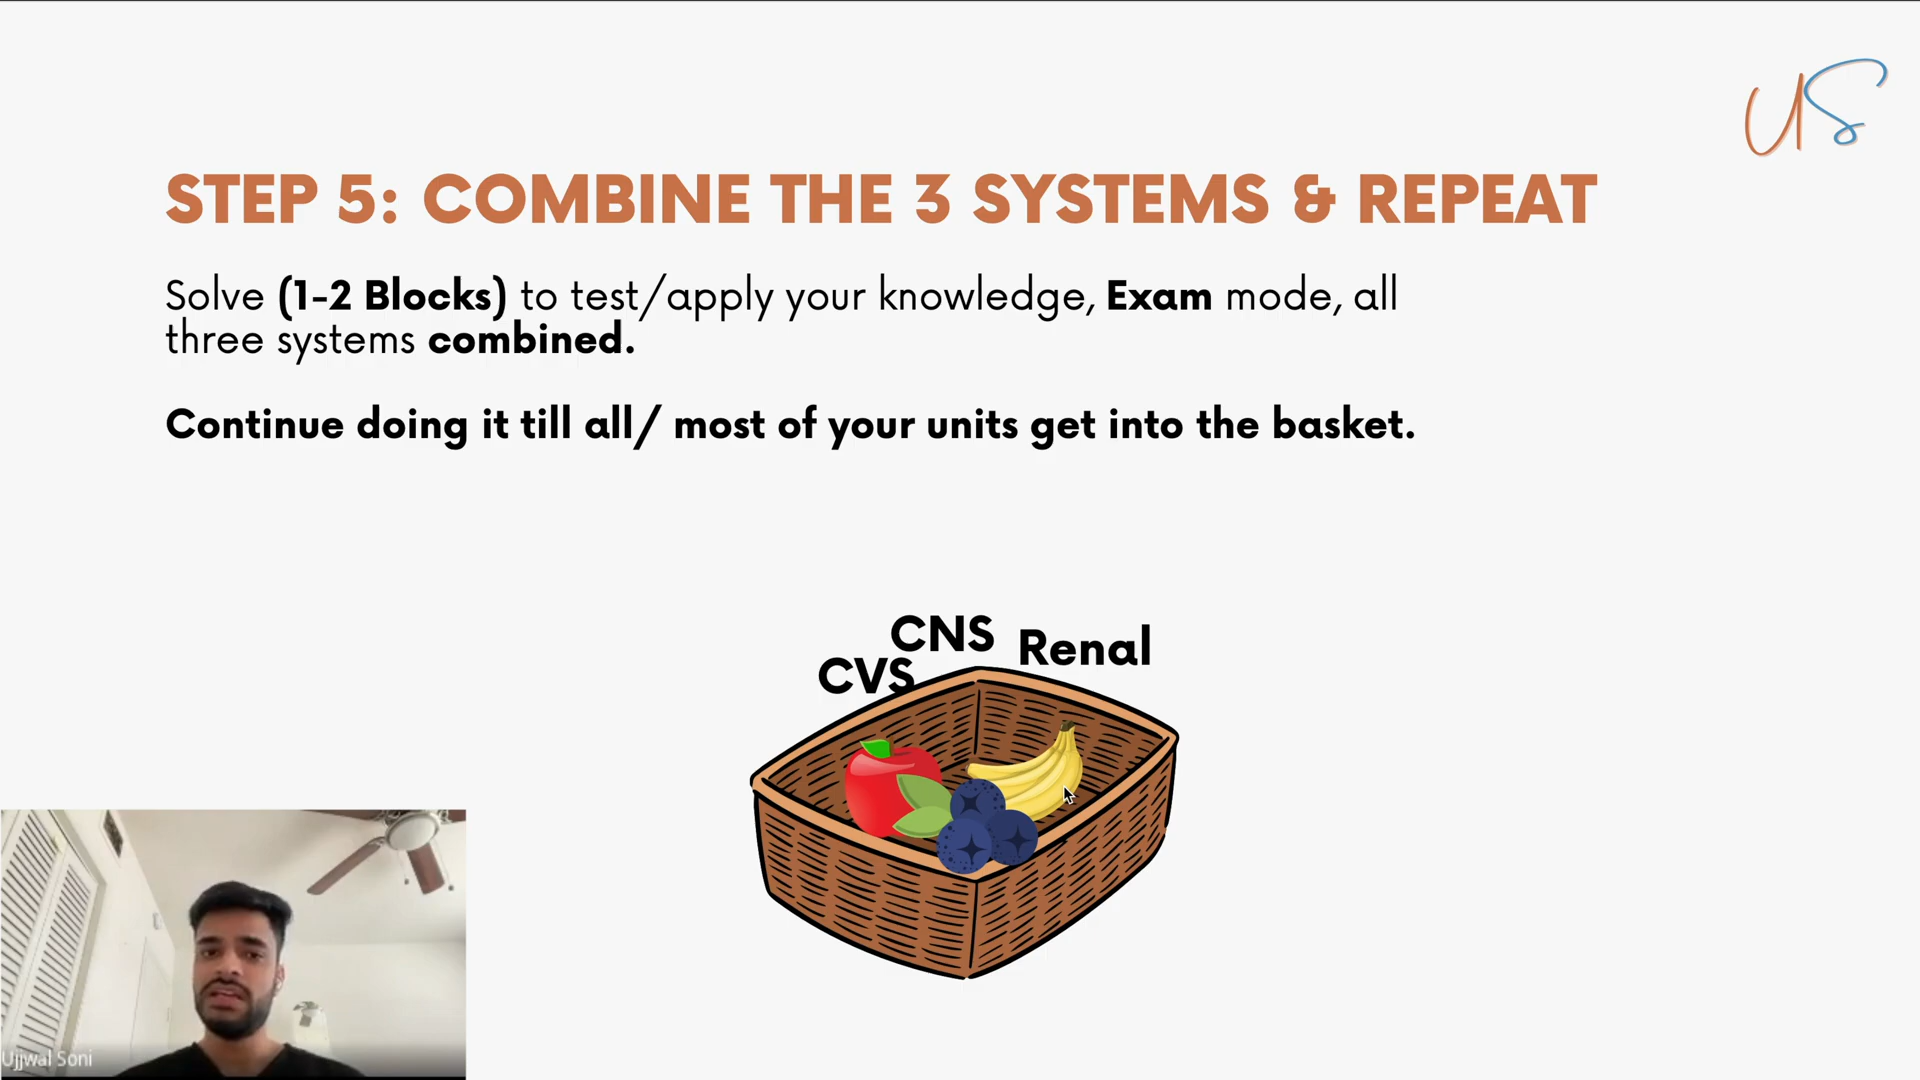 US
STEP 5: COMBINE THE 3 SYSTEMS & REPEAT
Solve (1-2 Blocks) to test/apply your knowledge, Exam mode, all
three systems combined.
Continue doing it till all/ most of your units get into the basket.
CNS
Renal
CVS
Ujjwal Soni